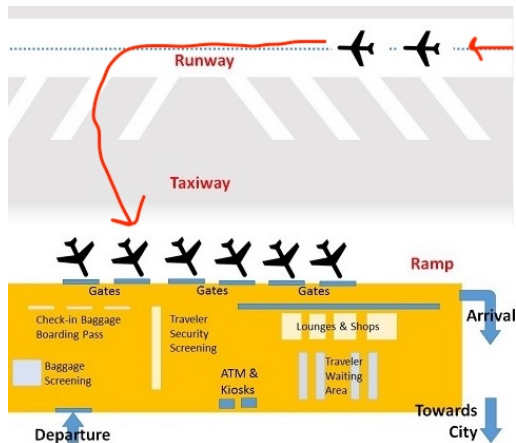 Runway
Taxiway
Ramp
Gates
Gates
Gates
Arrival
Check-in Baggage
Boarding Pass
Traveler
Security
Screening
Lounges & Shops
Baggage
Screening
ATM &
Kiosks
Traveler
Waiting
Area
Departure
Towards
City